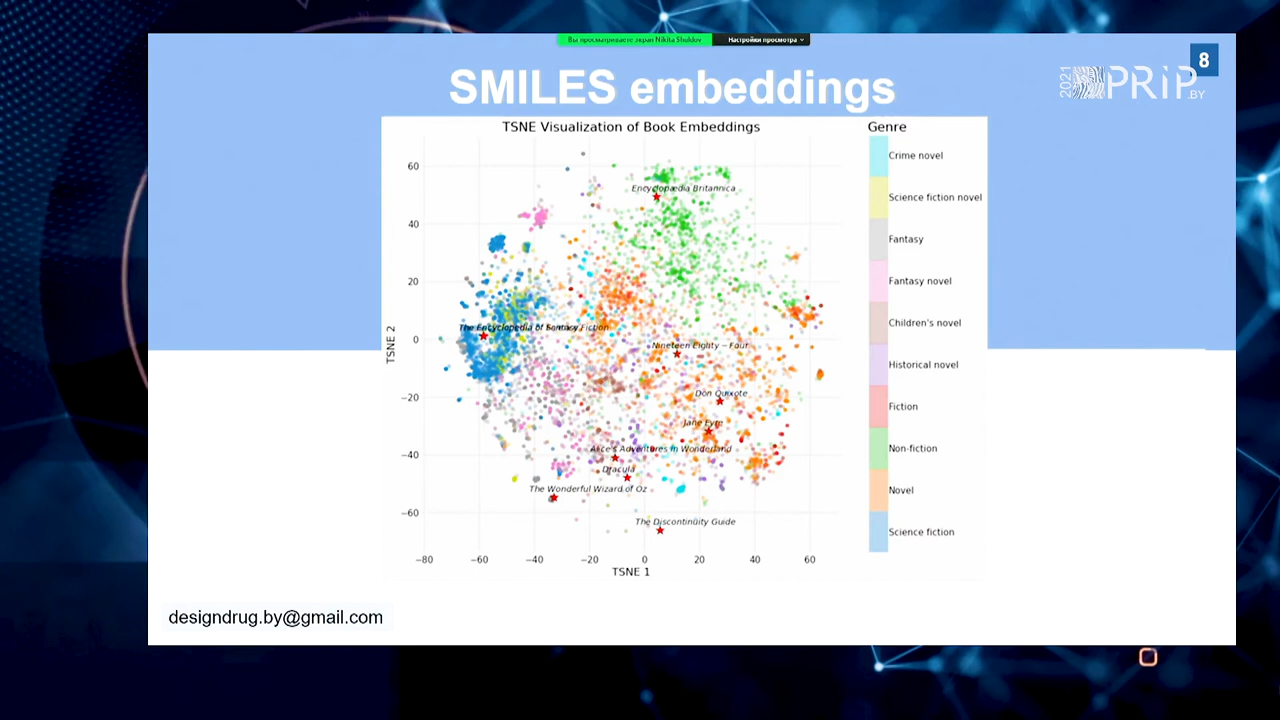 Вы просматриваете экран Nikita Shuldov
Настройки просмотра
8
SMILES embeddings
2021 PRIP.BY
TSNE Visualization of Book Embeddings
Genre
Crime novel
Science fiction novel
Fantasy
Fantasy novel
Children's novel
Historical novel
Fiction
Non-fiction
Novel
Science fiction
TSNE 2
60
40
20
0
−20
−40
−60
Encyclopædia Britannica
The Encyclopedia of Fantasy
Fiction
Nineteen Eighty – Four
Don Quixote
Jane Eyre
Alice's Adventures in Wonderland
Dracula
The Wonderful Wizard of Oz
The Discontinuity Guide
−80 −60 −40 −20 0 20 40 60
TSNE 1
designdrug.by@gmail.com